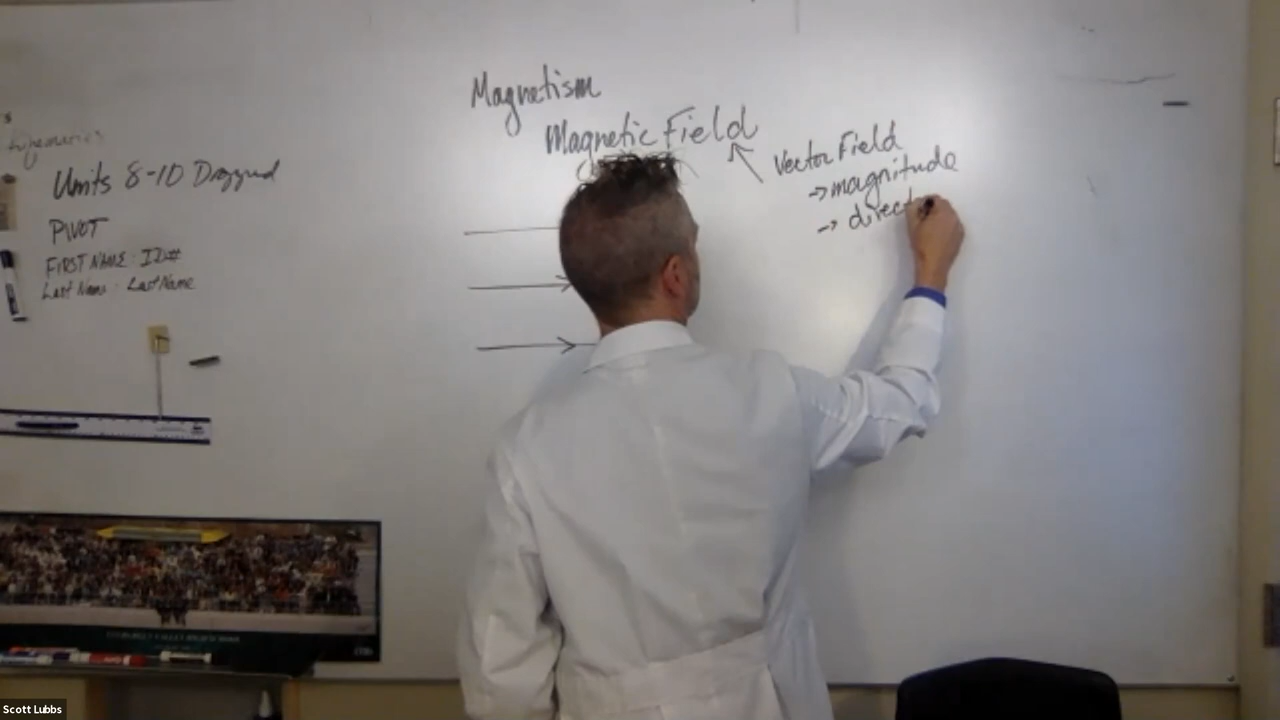 Magnetism
Magnetic Field
Vector Field
→ magnitude
→ direct
Units 8-10
PIVOT
FIRST NAME: ID#
Last Name: Last Name
Scott Lubbs